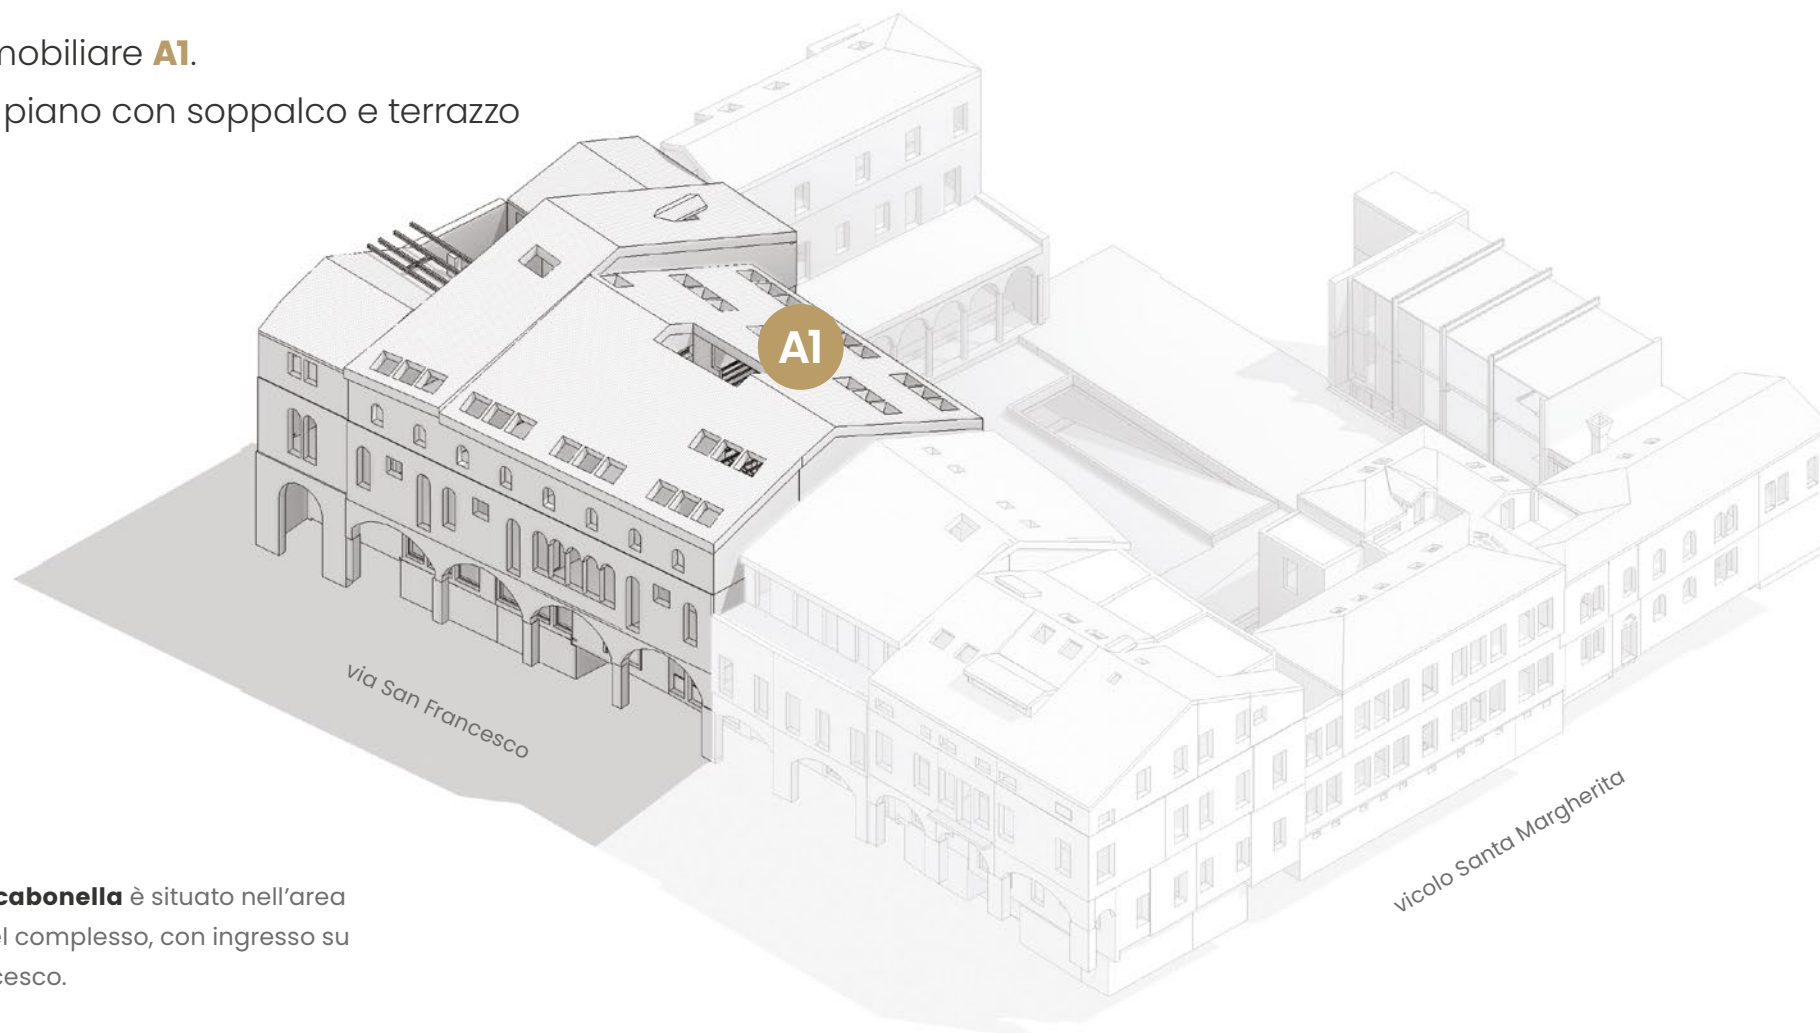 mobiliare A1.
piano con soppalco e terrazzo
A1
via San Francesco
vicolo Santa Margherita
cabonella è situato nell’area
el complesso, con ingresso su
cesco.